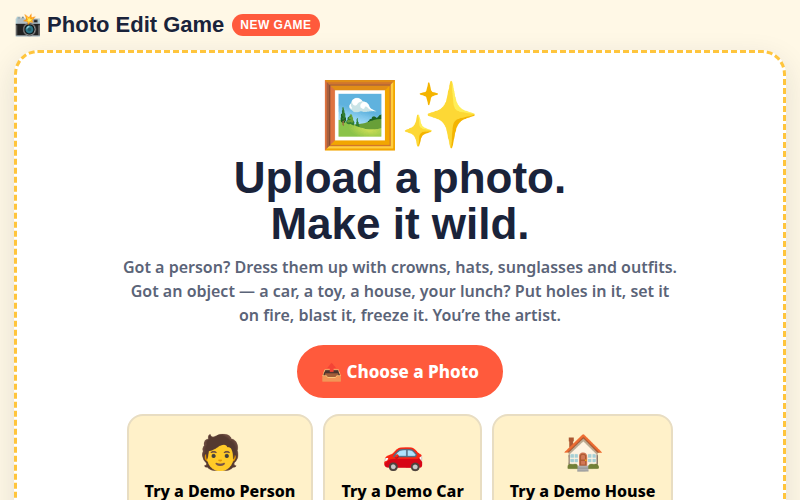 Photo Edit Game NEW GAME
Upload a photo.
Make it wild.
Got a person? Dress them up with crowns, hats, sunglasses and outfits.
Got an object — a car, a toy, a house, your lunch? Put holes in it, set it
on fire, blast it, freeze it. You’re the artist.
Choose a Photo
Try a Demo Person Try a Demo Car Try a Demo House